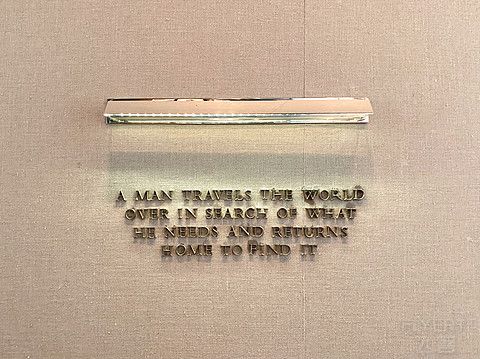 A MAN TRAVELS THE WORLD
OVER IN SEARCH OF WHAT
HE NEEDS AND RETURNS
HOME TO FIND IT